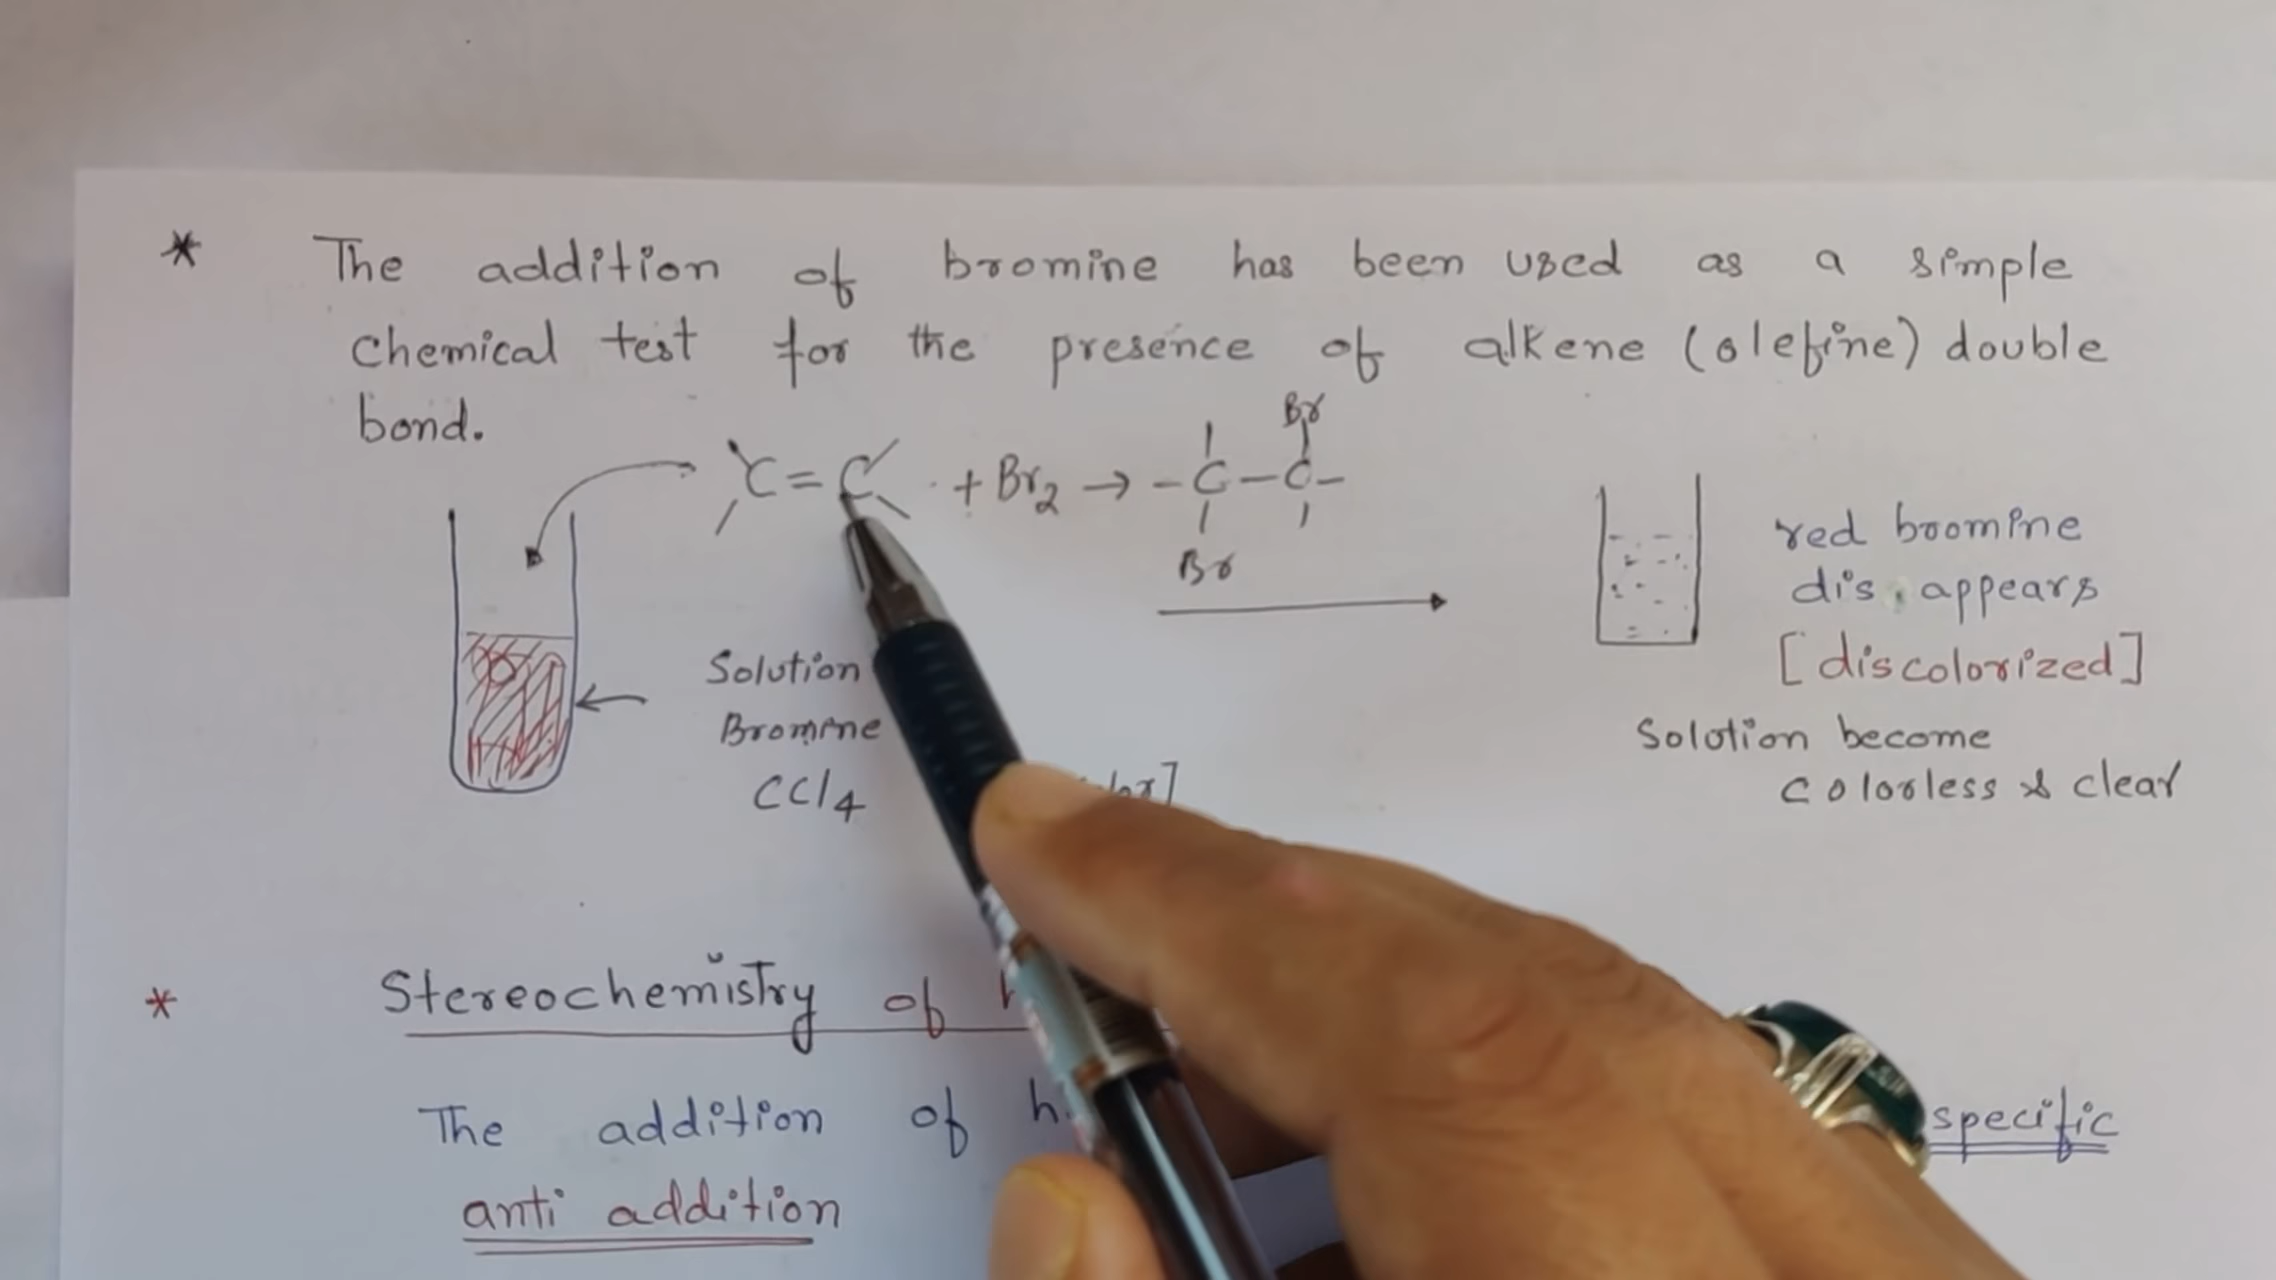 * The addition of bromine has been used as a simple
chemical test for the presence of alkene (olefine) double
bond.
C=C + Br2 → -C-C-
Br
Br
Solution
Bromine
CCl4
red bromine
dis appears
[discolorized]
Solution become
colorless & clear
* Stereochemistry of
The addition of
specific
anti addition